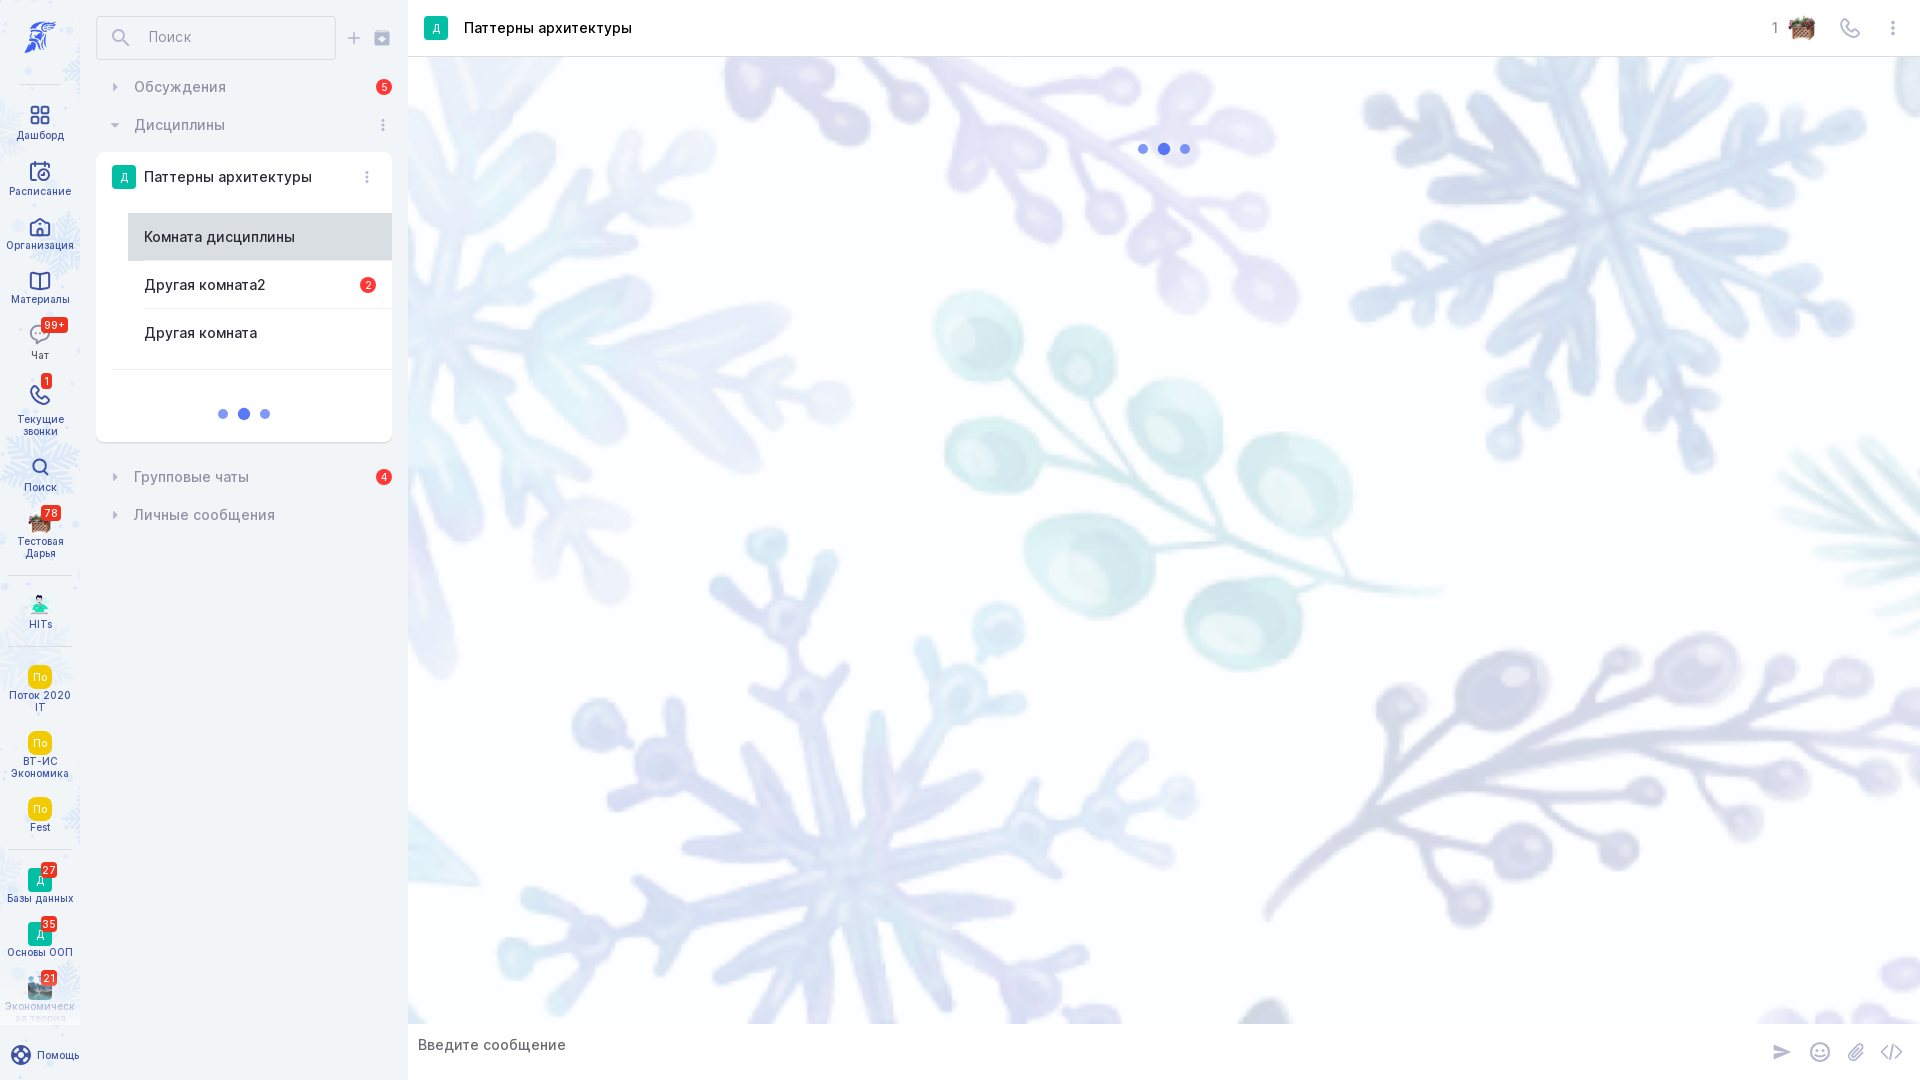 Дашборд
Расписание
Организация
Материалы
99+
Чат
1
Текущие
звонки
Поиск
78
Тестовая
Дарья
HITs
По
Поток 2020
IT
По
ВТ-ИС
Экономика
По
Fest
27
Д
Базы данных
35
Д
Основы ООП
21
Экономическ
ая теория
Помощь
Поиск
Обсуждения
5
Дисциплины
Д
Паттерны архитектуры
Комната дисциплины
Другая комната2
2
Другая комната
Групповые чаты
4
Личные сообщения
Д
Паттерны архитектуры
1
Введите сообщение